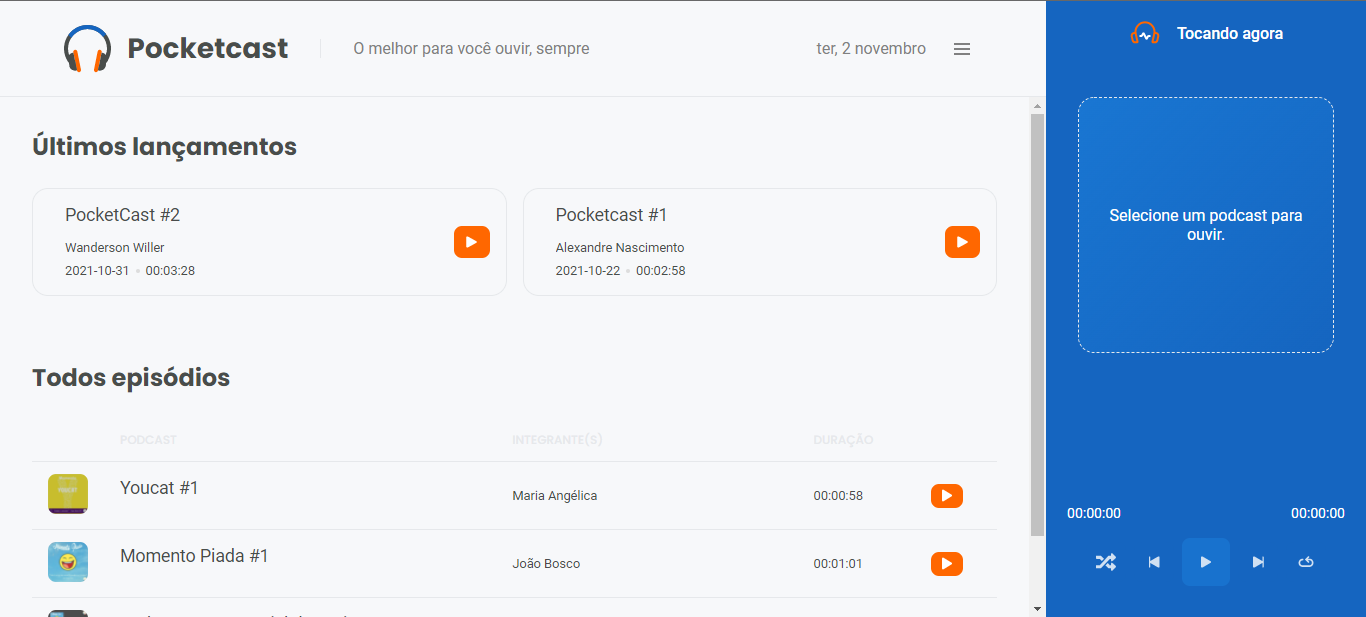 Pocketcast
O melhor para você ouvir, sempre
ter, 2 novembro
Tocando agora
Últimos lançamentos
PocketCast #2
Wanderson Willer
2021-10-31 00:03:28
Pocketcast #1
Alexandre Nascimento
2021-10-22 00:02:58
Selecione um podcast para
ouvir.
Todos episódios
PODCAST INTEGRANTE(S) DURAÇÃO
Youcat #1 Maria Angélica 00:00:58
Momento Piada #1 João Bosco 00:01:01
00:00:00 00:00:00